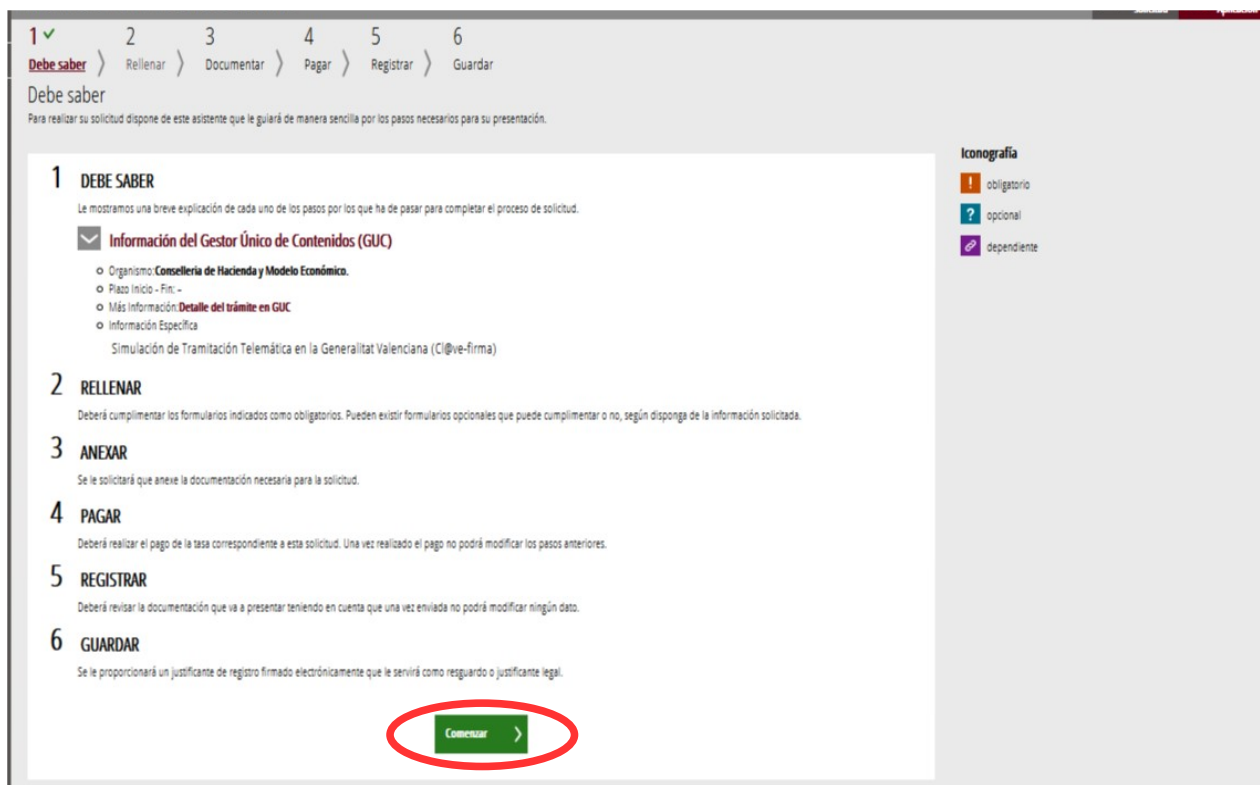 1
2
3
4
5
6
Debe saber
Rellenar
Documentar
Pagar
Registrar
Guardar
Debe saber
Para realizar su solicitud dispone de este asistente que le guiará de manera sencilla por los pasos necesarios para su presentación.
Iconografía
! obligatorio
? opcional
dependiente
1 DEBE SABER
Le mostramos una breve explicación de cada uno de los pasos por los que ha de pasar para completar el proceso de solicitud.
Información del Gestor Único de Contenidos (GUC)
Organismo:Conselleria de Hacienda y Modelo Económico.
Plazo Inicio - Fin: -
Más Información:Detalle del trámite en GUC
Información Específica
Simulación de Tramitación Telemática en la Generalitat Valenciana (Cl@ve-firma)
2 RELLENAR
Deberá cumplimentar los formularios indicados como obligatorios. Pueden existir formularios opcionales que puede cumplimentar o no, según disponga de la información solicitada.
3 ANEXAR
Se le solicitará que anexe la documentación necesaria para la solicitud.
4 PAGAR
Deberá realizar el pago de la tasa correspondiente a esta solicitud. Una vez realizado el pago no podrá modificar los pasos anteriores.
5 REGISTRAR
Deberá revisar la documentación que va a presentar teniendo en cuenta que una vez enviada no podrá modificar ningún dato.
6 GUARDAR
Se le proporcionará un justificante de registro firmado electrónicamente que le servirá como resguardo o justificante legal.
Comenzar